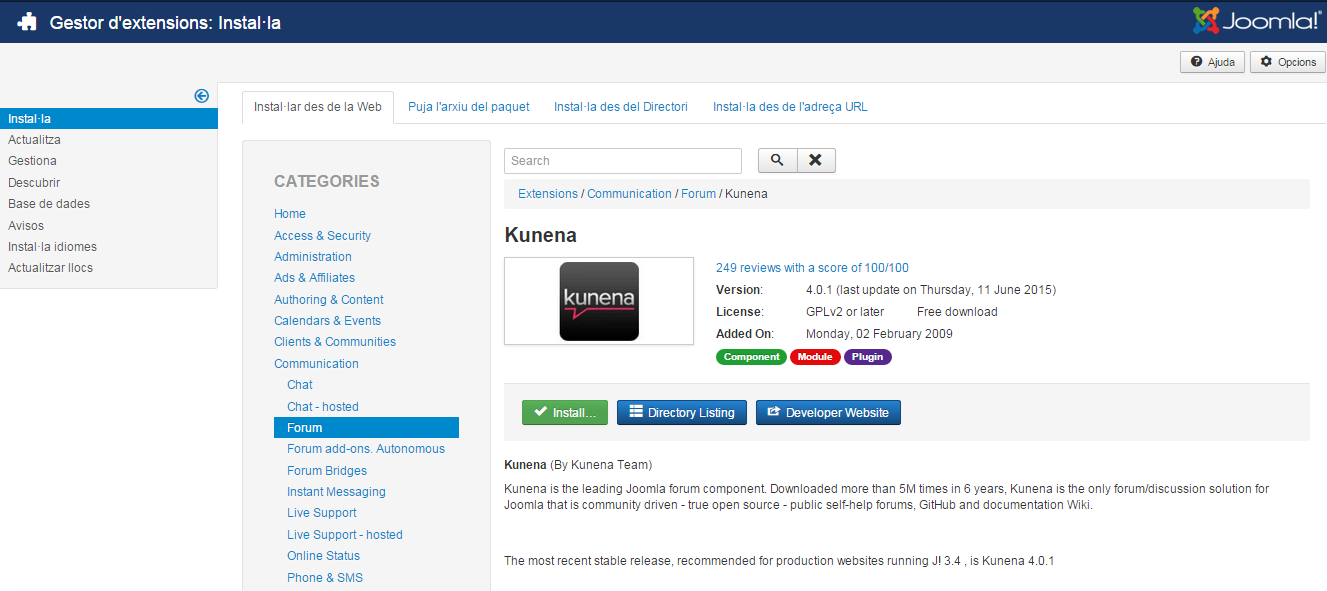 Gestor d'extensions: Instal·la
Joomla!®
Ajuda
Opcions
Instal·la
Actualitza
Gestiona
Descubrir
Base de dades
Avisos
Instal·la idiomes
Actualitzar llocs
Instal·lar des de la Web
Puja l'arxiu del paquet
Instal·la des del Directori
Instal·la des de l'adreça URL
CATEGORIES
Home
Access & Security
Administration
Ads & Affiliates
Authoring & Content
Calendars & Events
Clients & Communities
Communication
Chat
Chat - hosted
Forum
Forum add-ons. Autonomous
Forum Bridges
Instant Messaging
Live Support
Live Support - hosted
Online Status
Phone & SMS
Search
Extensions / Communication / Forum / Kunena
Kunena
kunena
249 reviews with a score of 100/100
Version: 4.0.1 (last update on Thursday, 11 June 2015)
License: GPLv2 or later Free download
Added On: Monday, 02 February 2009
Component Module Plugin
Install...
Directory Listing
Developer Website
Kunena (By Kunena Team)
Kunena is the leading Joomla forum component. Downloaded more than 5M times in 6 years, Kunena is the only forum/discussion solution for
Joomla that is community driven - true open source - public self-help forums, GitHub and documentation Wiki.
The most recent stable release, recommended for production websites running J! 3.4 , is Kunena 4.0.1